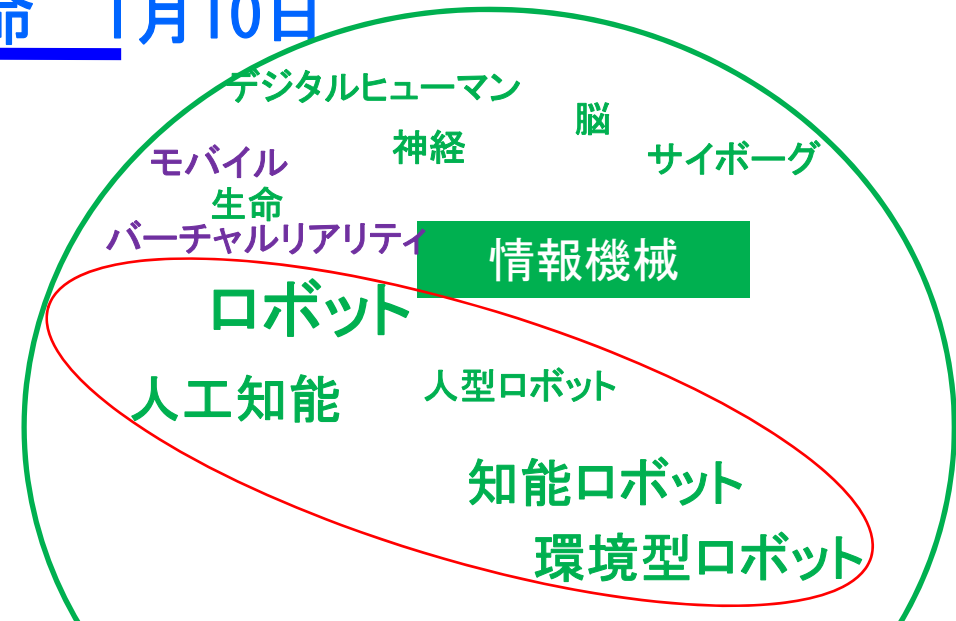 命　1月10日
デジタルヒューマン
脳
神経
サイボーグ
モバイル
生命
バーチャルリアリティ
情報機械
ロボット
人工知能
人型ロボット
知能ロボット
環境型ロボット